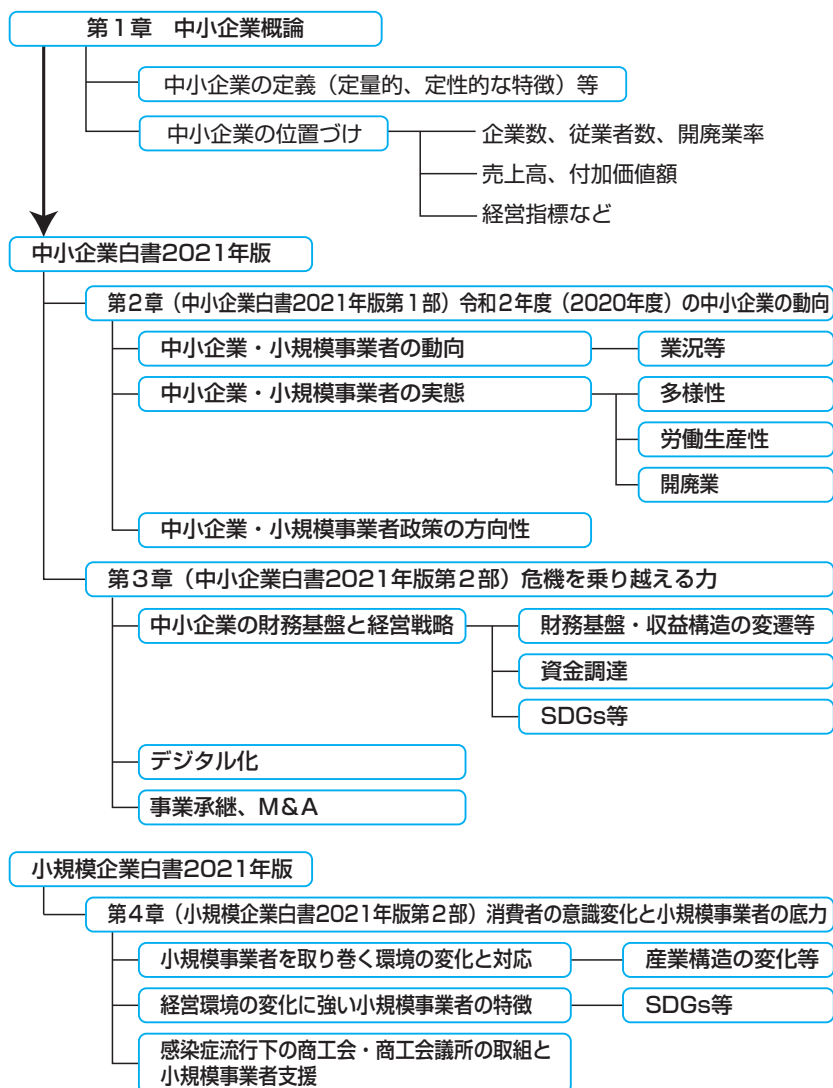 第1章　中小企業概論
中小企業の定義（定量的、定性的な特徴）等
中小企業の位置づけ
企業数、従業者数、開廃業率
売上高、付加価値額
経営指標など
中小企業白書2021年版
第2章（中小企業白書2021年版第1部）令和2年度（2020年度）の中小企業の動向
中小企業・小規模事業者の動向
業況等
中小企業・小規模事業者の実態
多様性
労働生産性
開廃業
中小企業・小規模事業者政策の方向性
第3章（中小企業白書2021年版第2部）危機を乗り越える力
中小企業の財務基盤と経営戦略
財務基盤・収益構造の変遷等
資金調達
SDGs等
デジタル化
事業承継、M&A
小規模企業白書2021年版
第4章（小規模企業白書2021年版第2部）消費者の意識変化と小規模事業者の底力
小規模事業者を取り巻く環境の変化と対応
産業構造の変化等
経営環境の変化に強い小規模事業者の特徴
SDGs等
感染症流行下の商工会・商工会議所の取組と
小規模事業者支援